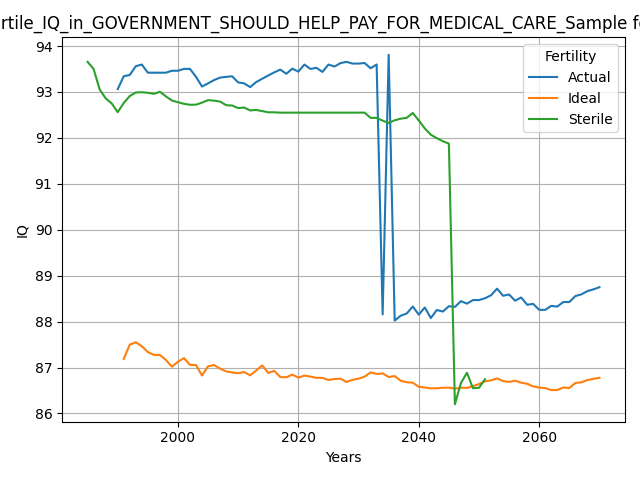 rtile_IQ_in_GOVERNMENT_SHOULD_HELP_PAY_FOR_MEDICAL_CARE_Sample fo
Fertility
Actual
Ideal
Sterile
94
93
92
91
90
89
88
87
86
IQ
2000 2020 2040 2060
Years